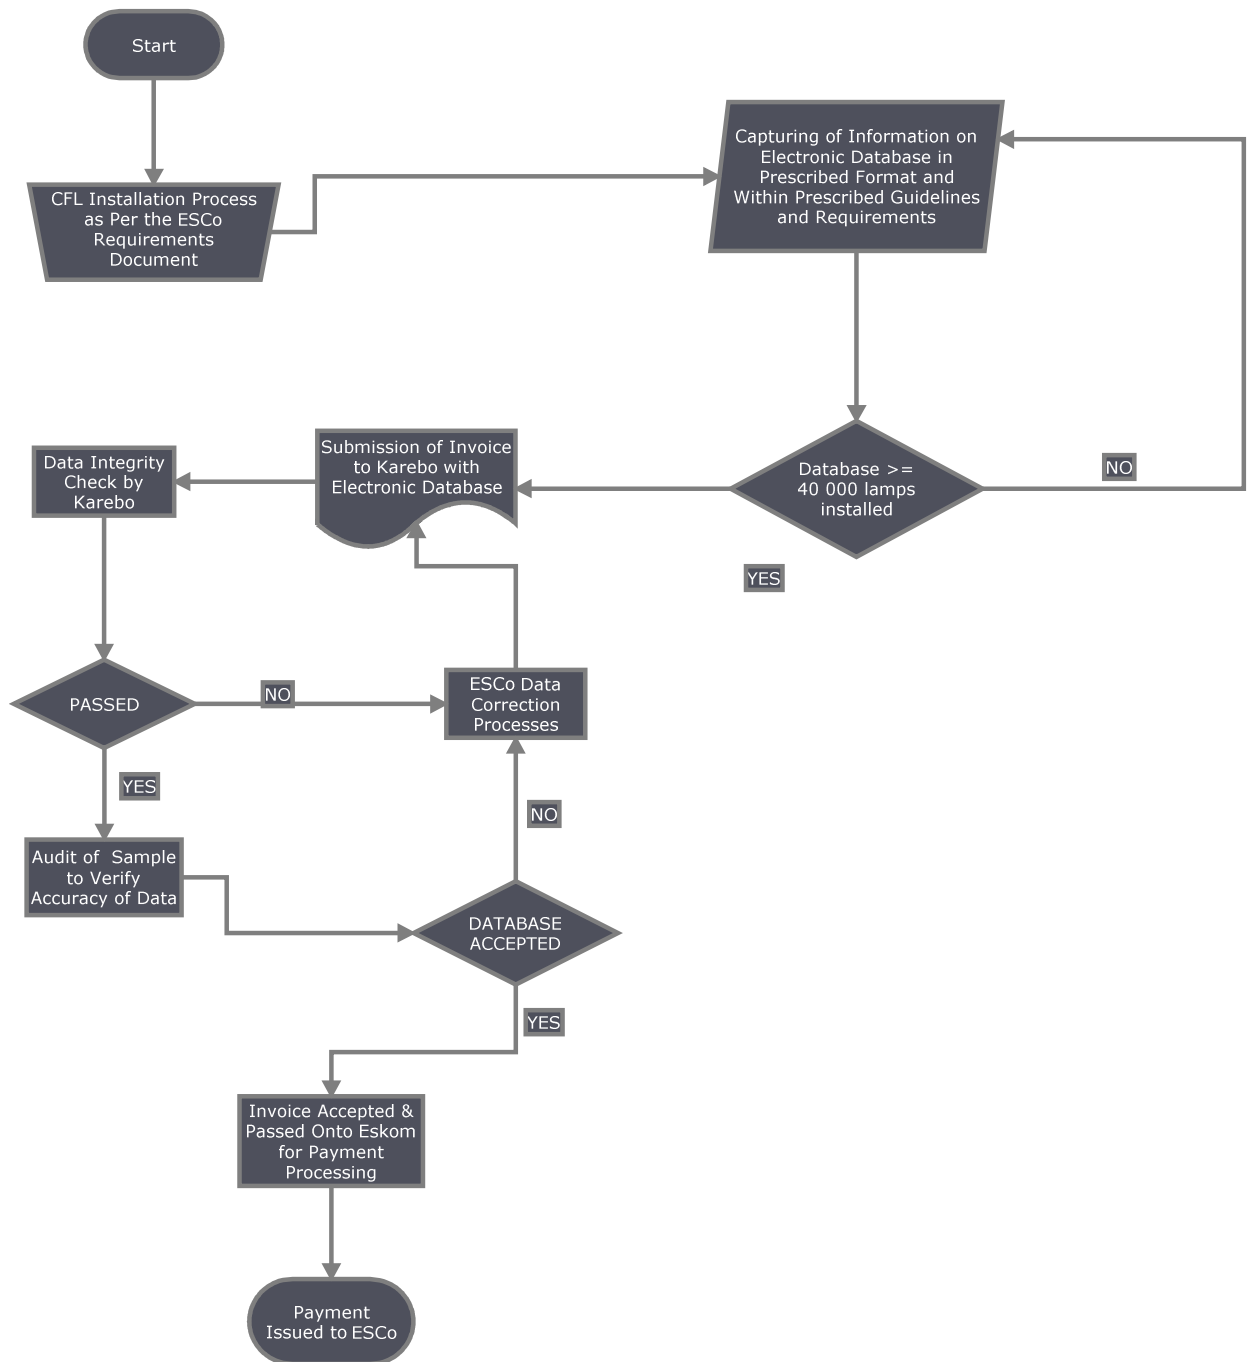 Start
CFL Installation Process
as Per the ESCo
Requirements
Document
Capturing of Information on
Electronic Database in
Prescribed Format and
Within Prescribed Guidelines
and Requirements
Database >=
40 000 lamps
installed
NO
YES
Submission of Invoice
to Karebo with
Electronic Database
Data Integrity
Check by
Karebo
PASSED
NO
ESCo Data
Correction
Processes
YES
Audit of Sample
to Verify
Accuracy of Data
NO
DATABASE
ACCEPTED
YES
Invoice Accepted &
Passed Onto Eskom
for Payment
Processing
Payment
Issued to ESCo